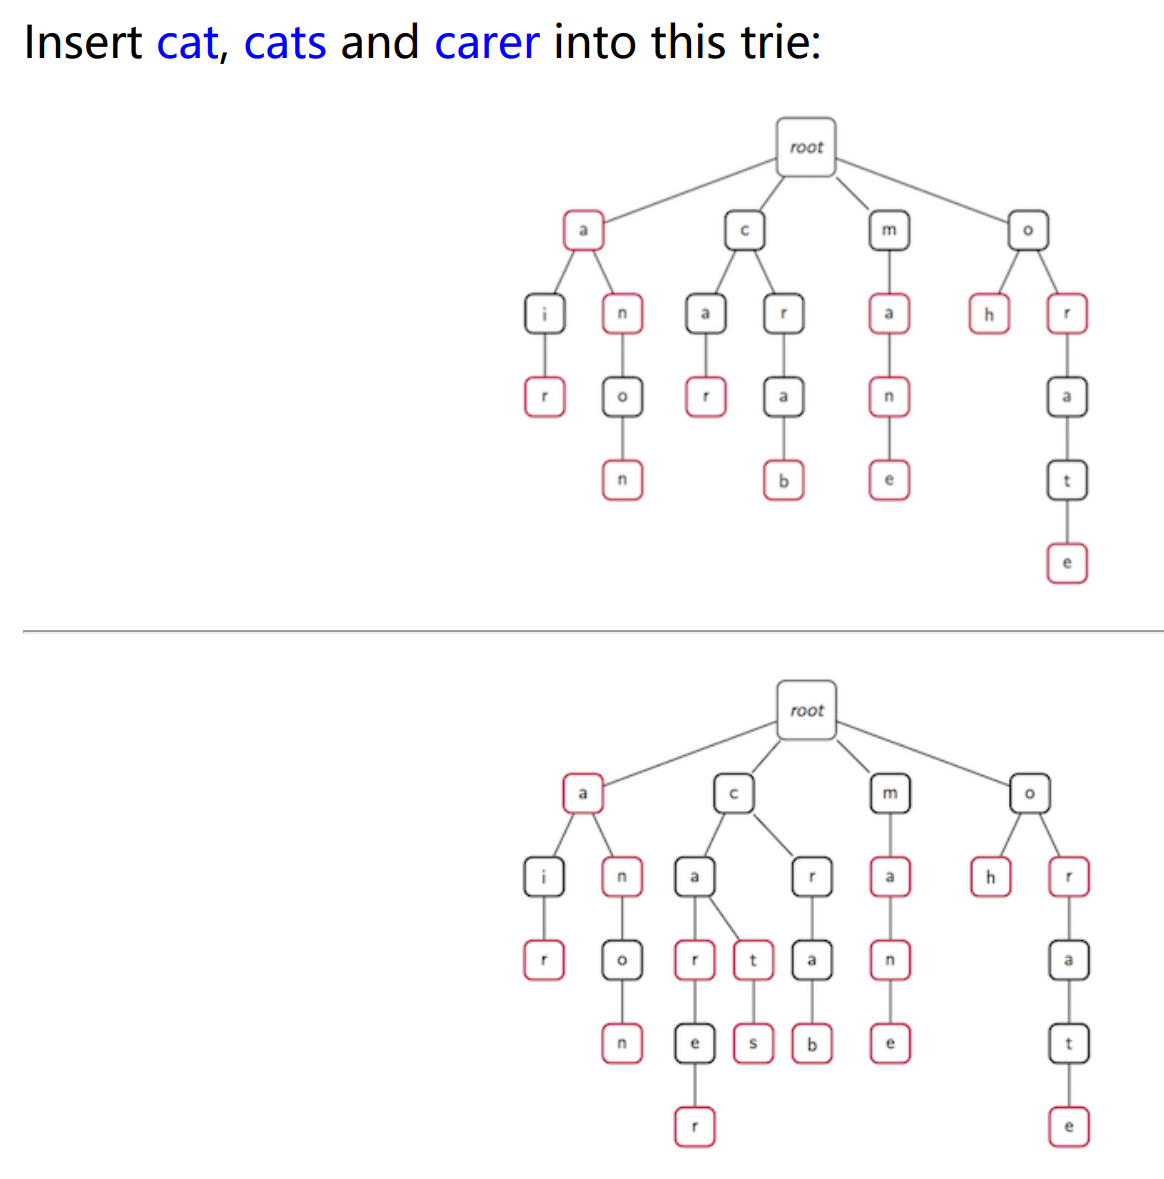 Insert cat, cats and carer into this trie:
root
a c m o
i n a r a h r
r o r a n a
n b e t
e
root
a c m o
i n a r a h r
r o r t a n a
n e s b e t
r e